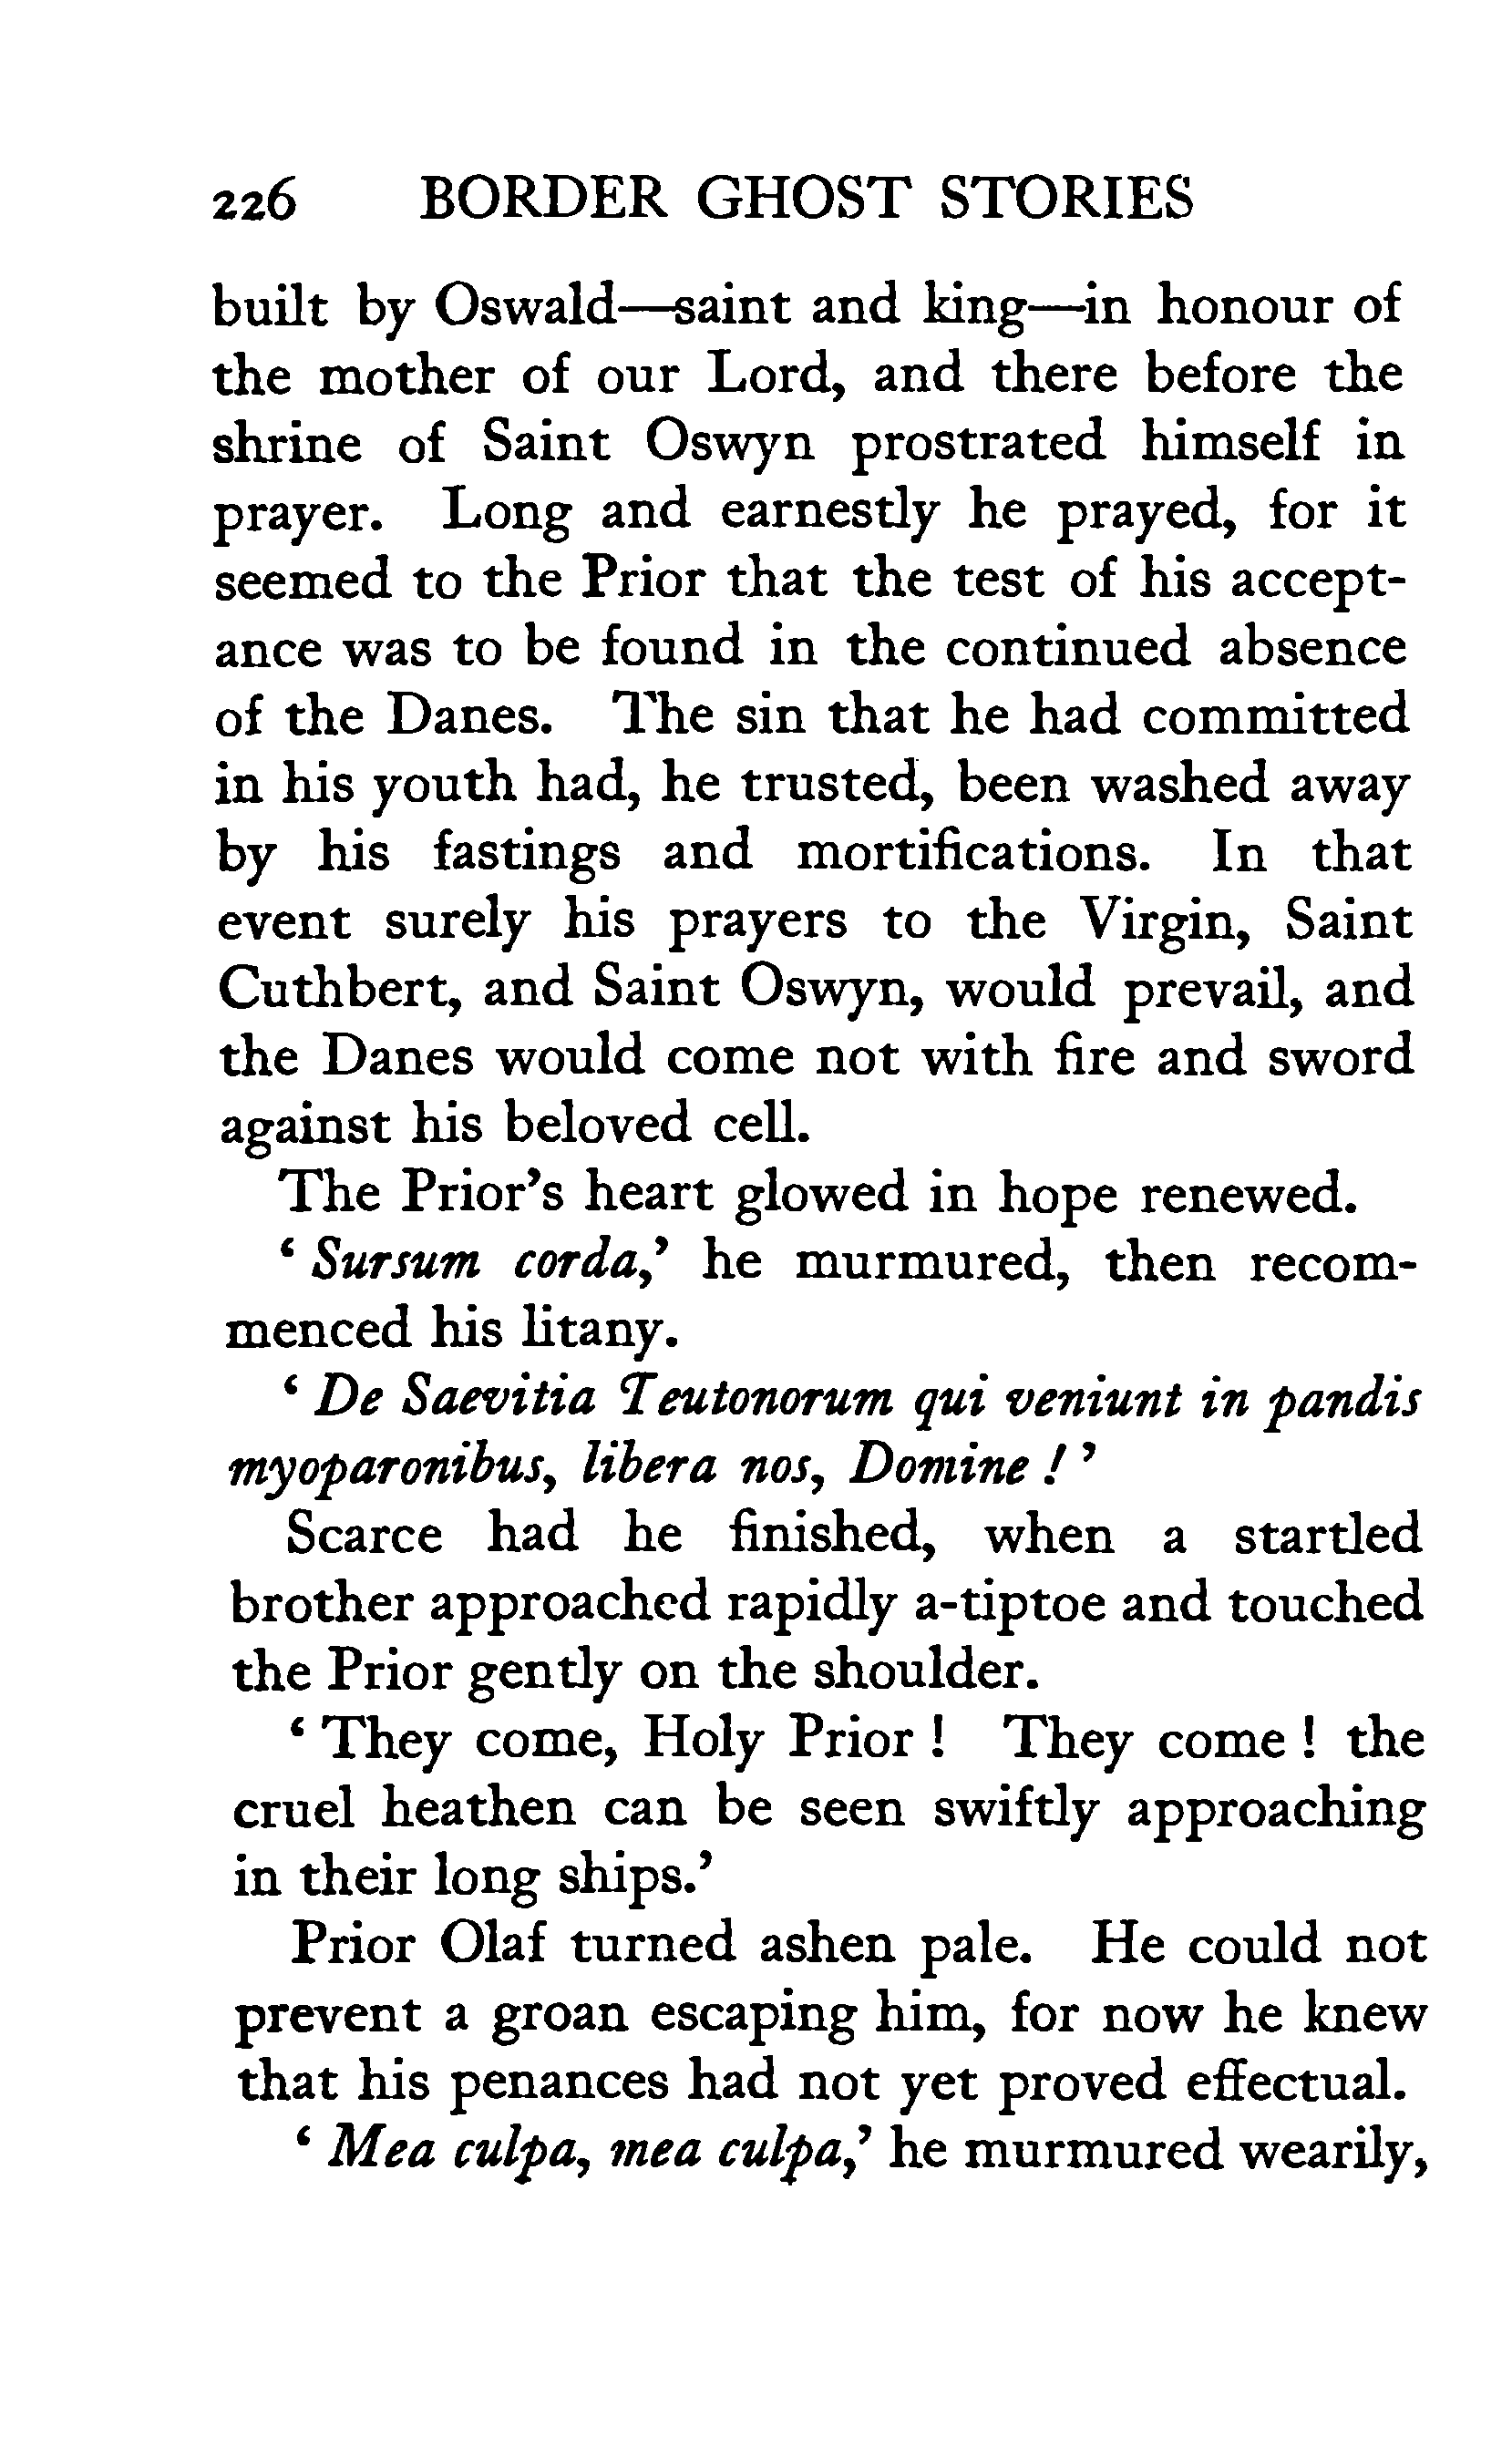 226 BORDER GHOST STORIES
built by Oswald—saint and king—in honour of
the mother of our Lord, and there before the
shrine of Saint Oswyn prostrated himself in
prayer. Long and earnestly he prayed, for it
seemed to the Prior that the test of his accept-
ance was to be found in the continued absence
of the Danes. The sin that he had committed
in his youth had, he trusted, been washed away
by his fastings and mortifications. In that
event surely his prayers to the Virgin, Saint
Cuthbert, and Saint Oswyn, would prevail, and
the Danes would come not with fire and sword
against his beloved cell.
The Prior’s heart glowed in hope renewed.
‘ Sursum corda,’ he murmured, then recom-
menced his litany.
‘ De Saevitia Teutonorum qui veniunt in pandis
myoparonibus, libera nos, Domine ! ’
Scarce had he finished, when a startled
brother approached rapidly a-tiptoe and touched
the Prior gently on the shoulder.
‘ They come, Holy Prior ! They come ! the
cruel heathen can be seen swiftly approaching
in their long ships.’
Prior Olaf turned ashen pale. He could not
prevent a groan escaping him, for now he knew
that his penances had not yet proved effectual.
‘ Mea culpa, mea culpa,’ he murmured wearily,